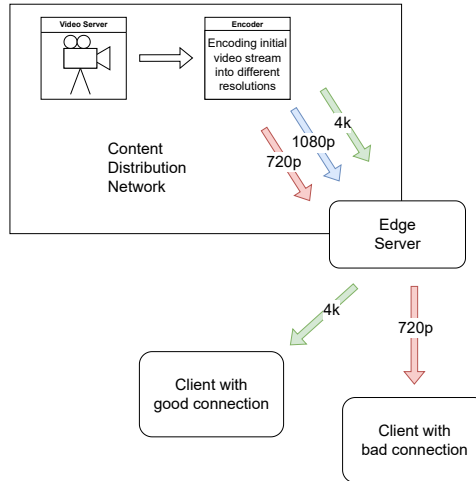 Video Server
Encoder
Encoding initial
video stream
into different
resolutions
4k
1080p
720p
Content
Distribution
Network
Edge
Server
4k
720p
Client with
good connection
Client with
bad connection